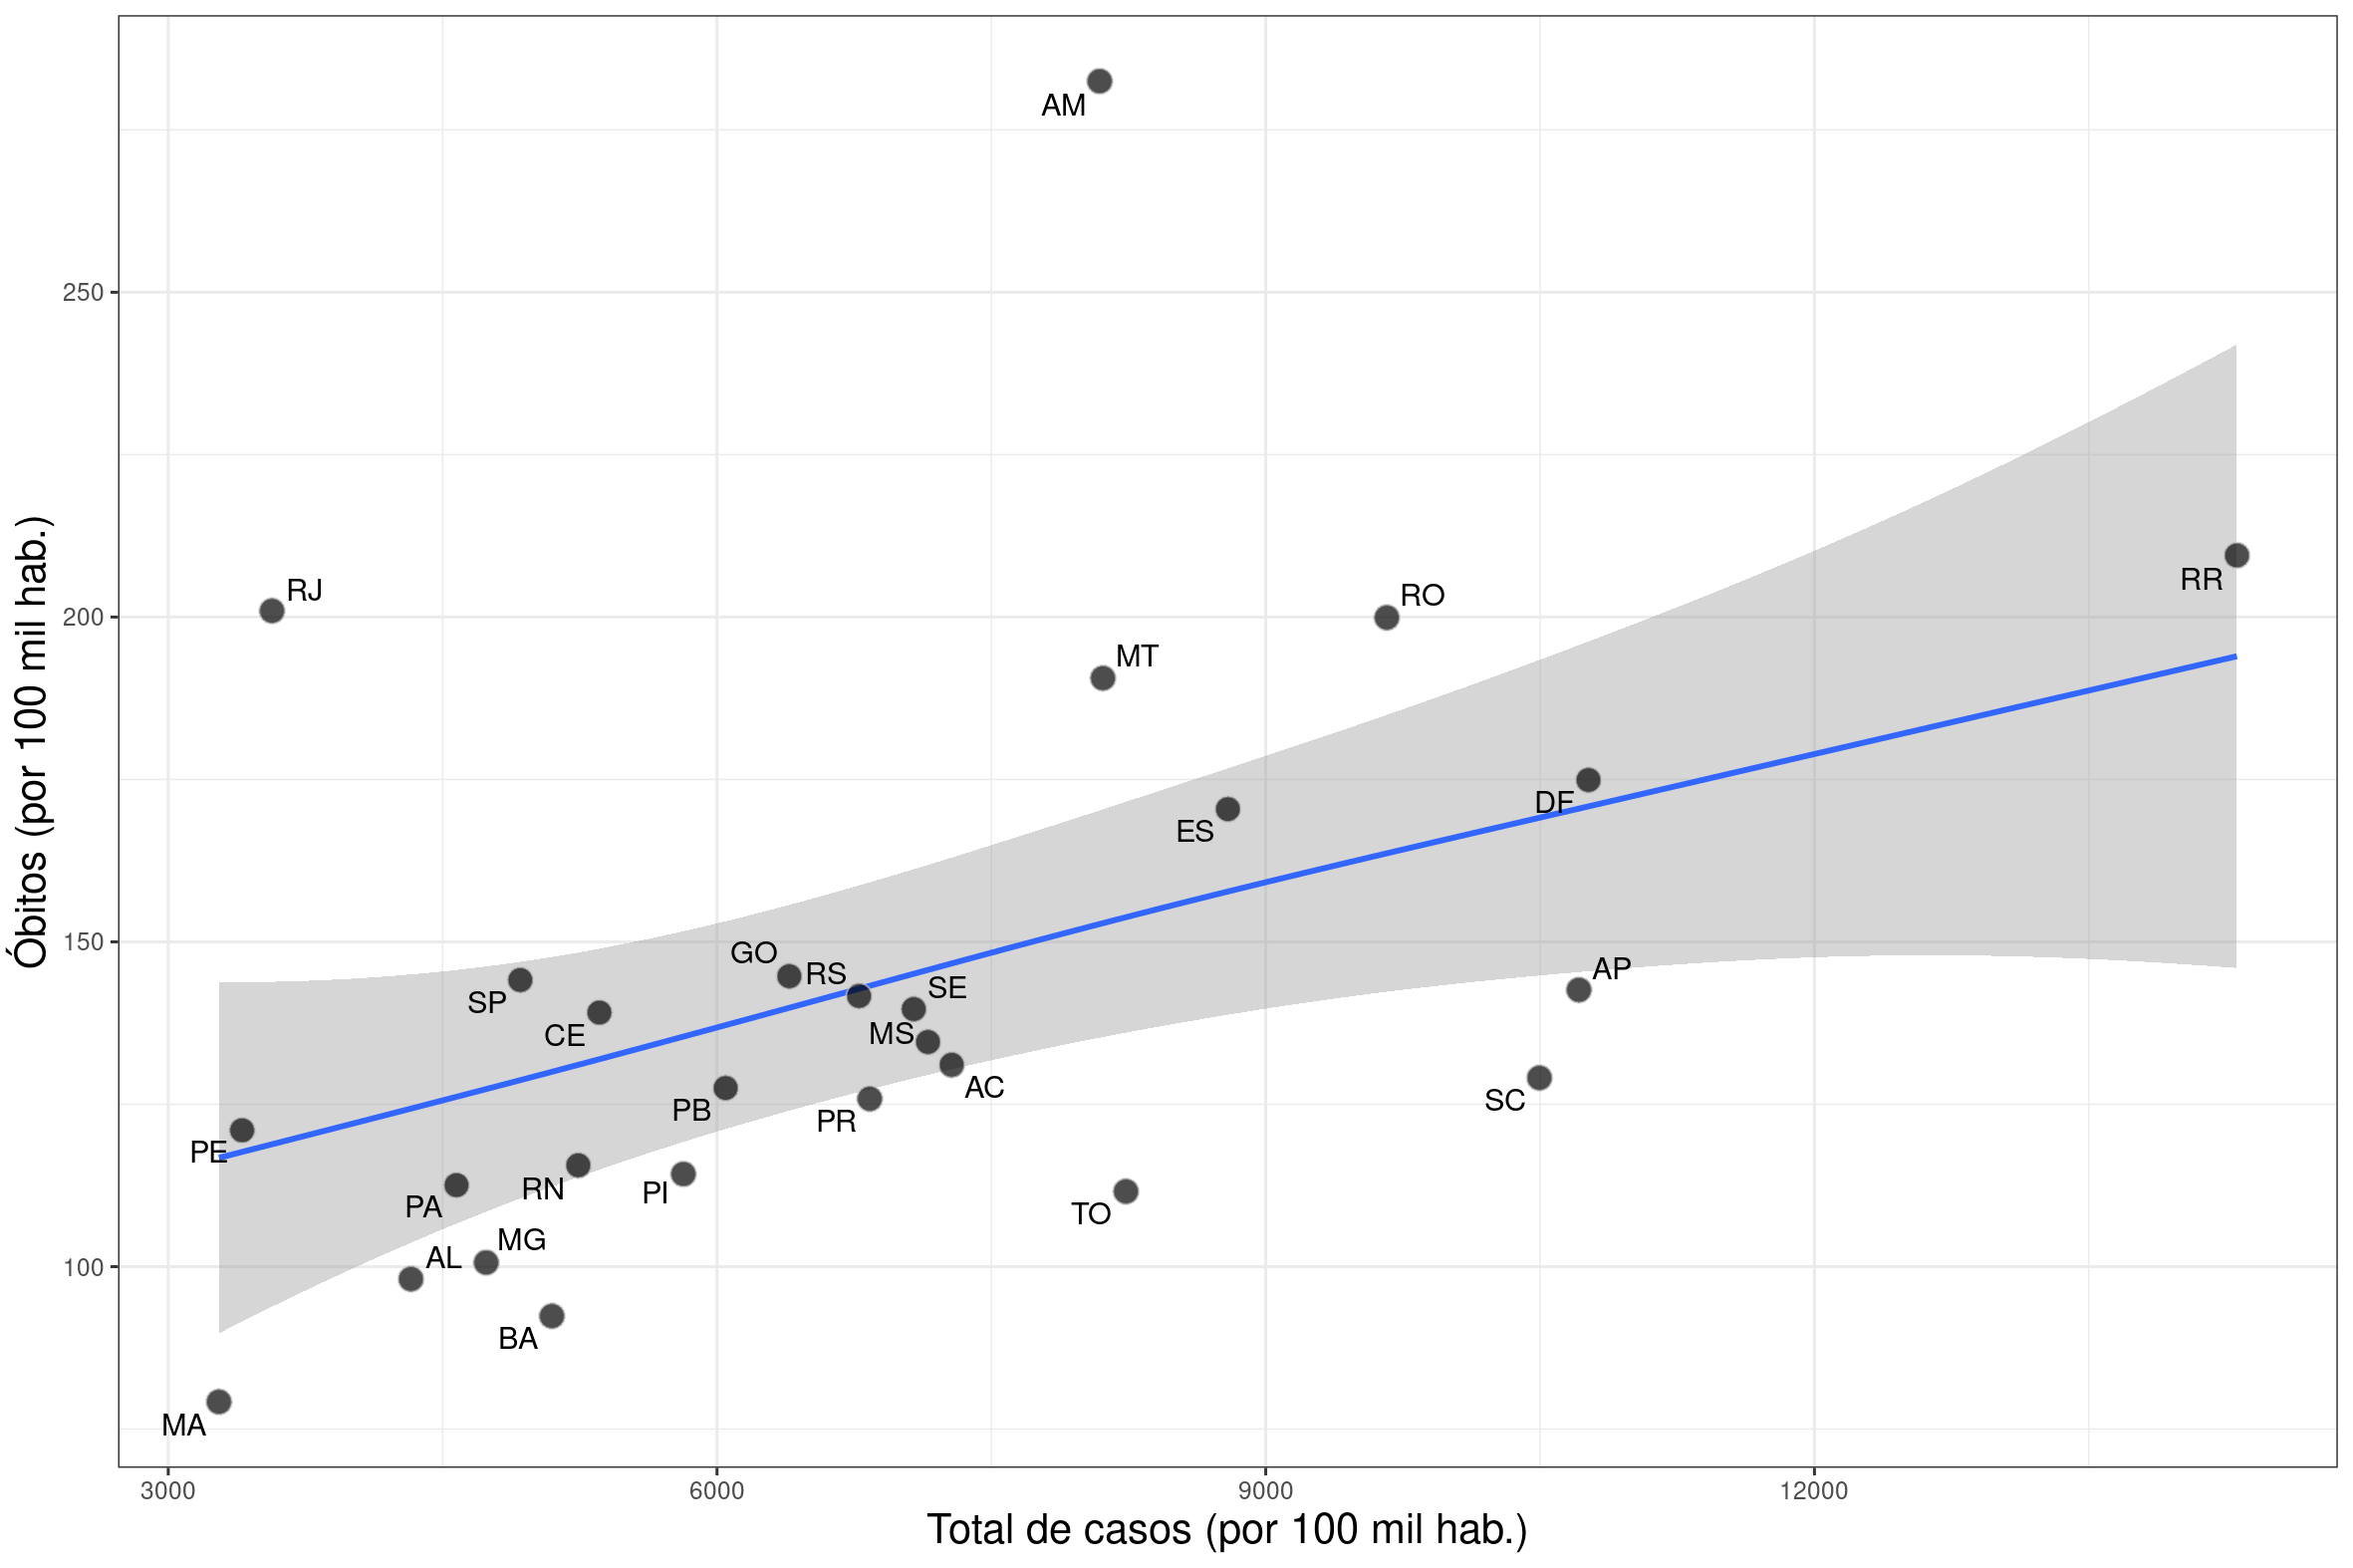 Óbitos (por 100 mil hab.)
250
200
150
100
AM
RJ
RO
RR
MT
DF
ES
GO
RS
SE
AP
SP
CE
MS
AC
PB
PR
SC
PE
PA
RN
PI
TO
AL
MG
BA
MA
3000
6000
9000
12000
Total de casos (por 100 mil hab.)